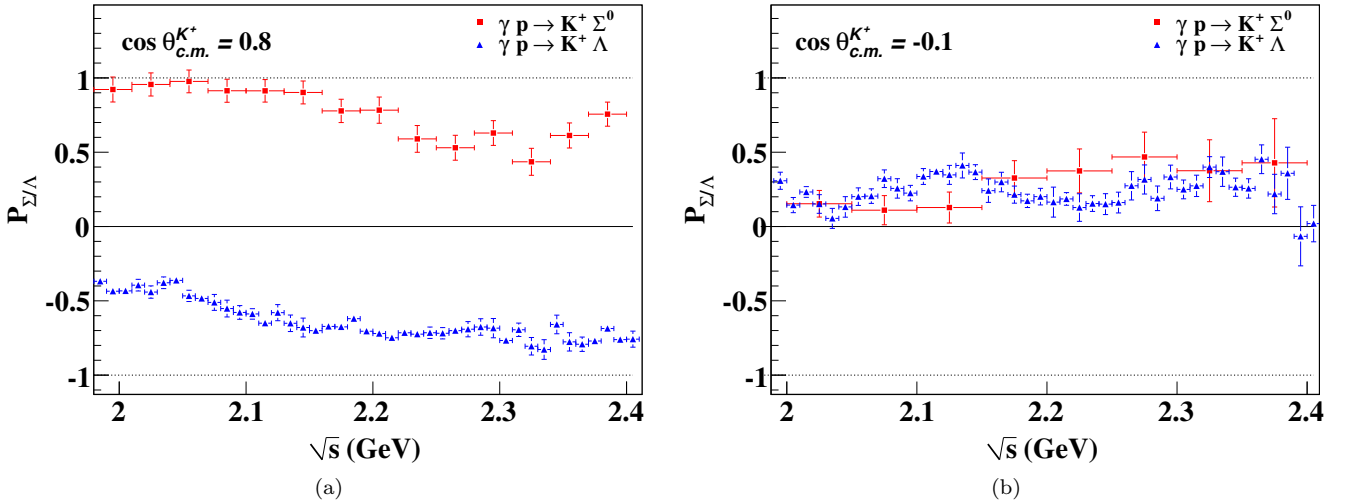 cos θ_{c.m.}^{K+} = 0.8
γ p → K+ Σ0
γ p → K+ Λ
1
0.5
0
-0.5
-1
P_{Σ/Λ}
2 2.1 2.2 2.3 2.4
√s (GeV)
(a)
cos θ_{c.m.}^{K+} = -0.1
γ p → K+ Σ0
γ p → K+ Λ
1
0.5
0
-0.5
-1
P_{Σ/Λ}
2 2.1 2.2 2.3 2.4
√s (GeV)
(b)